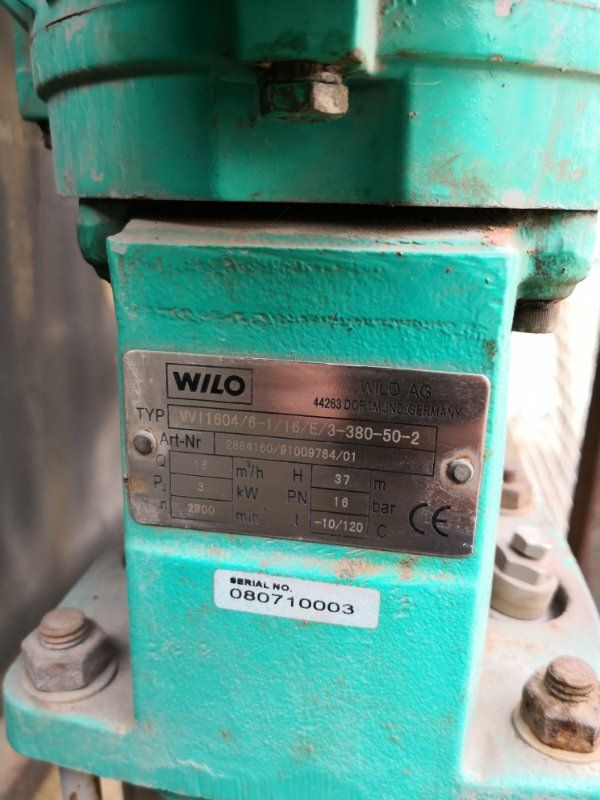 WILO
WILO AG
44263 DORTMUND-GERMANY
TYP MVI1604/6-1/16/E/3-380-50-2
Art-Nr 2884160/91009764/01
Q 16 m³/h H 37 m
P₂ 3 kW PN 16 bar
n 2900 min⁻¹ t -10/120 C
CE
SERIAL NO.
080710003